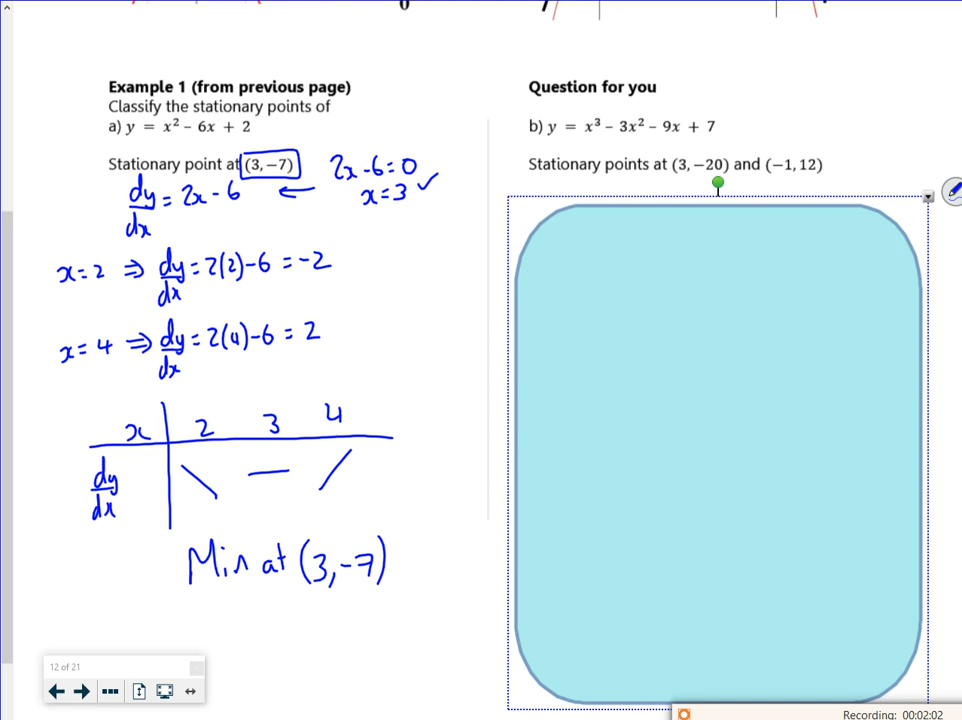 0
Example 1 (from previous page)
Classify the stationary points of
a) y = x² − 6x + 2
Stationary point at (3, −7)
2x-6=0
x=3 ✓
dy/dx = 2x-6 ←
x=2 ⇒ dy/dx = 2(2)-6 = -2
x=4 ⇒ dy/dx = 2(4)-6 = 2
x 2 3 4
dy/dx \ — /
Min at (3,-7)
Question for you
b) y = x³ − 3x² − 9x + 7
Stationary points at (3, −20) and (−1, 12)
12 of 21
Recording: 00:02:02